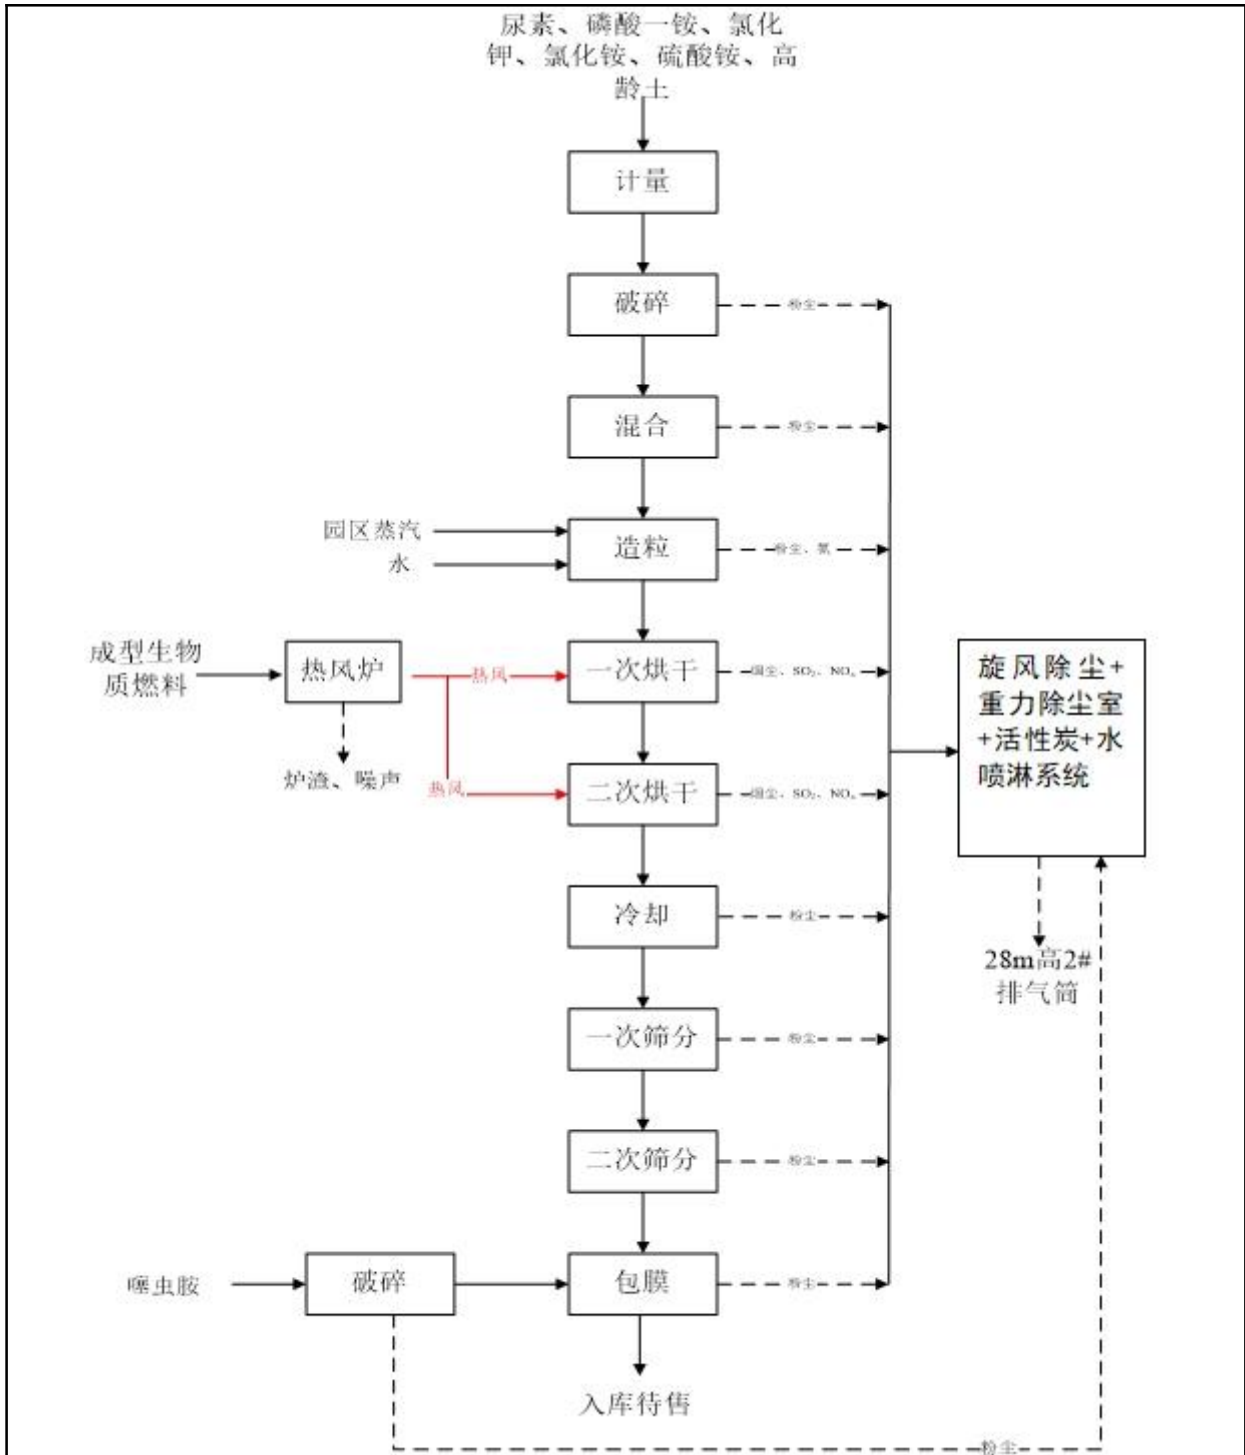 尿素、磷酸一铵、氯化
钾、氯化铵、硫酸铵、高
龄土
计量
破碎
粉尘
混合
粉尘
园区蒸汽
水
造粒
粉尘、氨
成型生物
质燃料
热风炉
热风
一次烘干
烟尘、SO₂、NOₓ
旋风除尘+
重力除尘室
+活性炭+水
喷淋系统
炉渣、噪声
热风
二次烘干
烟尘、SO₂、NOₓ
冷却
粉尘
28m高2#
排气筒
一次筛分
粉尘
二次筛分
粉尘
噻虫胺
破碎
包膜
粉尘
入库待售
粉尘